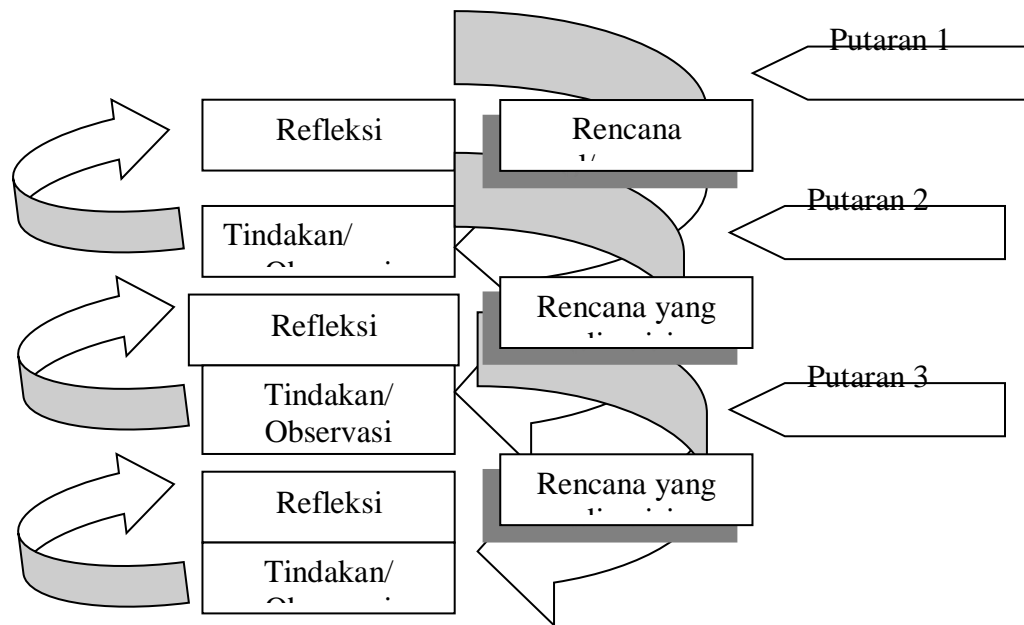 Putaran 1
Refleksi
Rencana
Tindakan/
Putaran 2
Refleksi
Rencana yang
Tindakan/
Observasi
Putaran 3
Refleksi
Rencana yang
Tindakan/